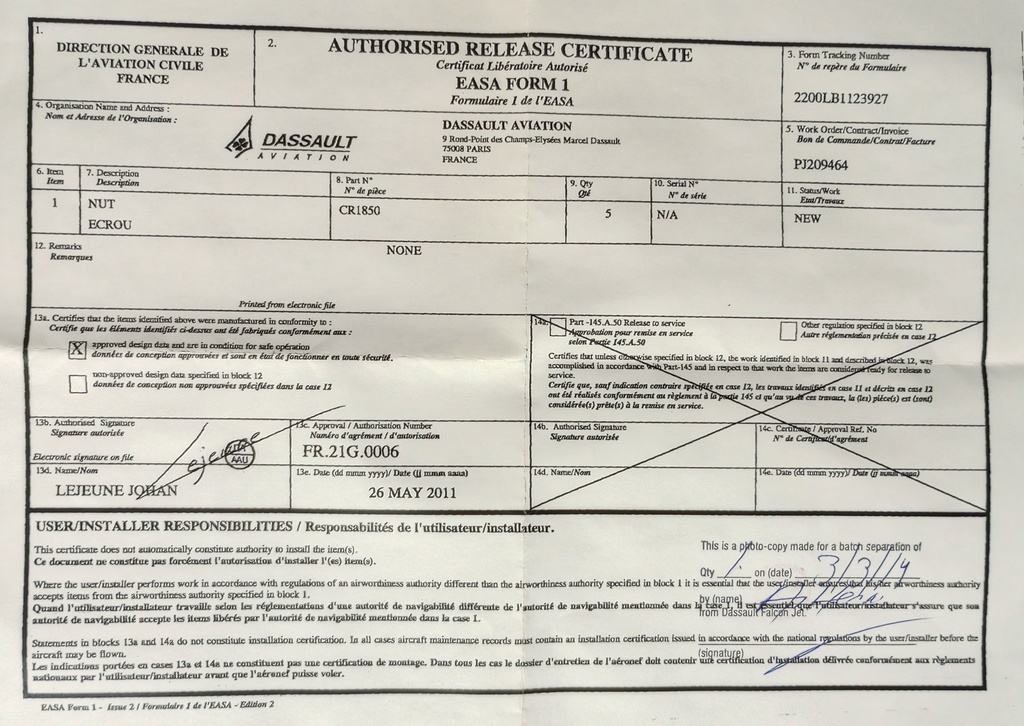 1.
DIRECTION GENERALE DE
L'AVIATION CIVILE
FRANCE
2.
AUTHORISED RELEASE CERTIFICATE
Certificat Libératoire Autorisé
EASA FORM 1
Formulaire 1 de l'EASA
3. Form Tracking Number
N° de repère du Formulaire
2200LB1123927
4. Organisation Name and Address :
Nom et Adresse de l'Organisation :
DASSAULT
AVIATION
DASSAULT AVIATION
9 Rond-Point des Champs-Elysées Marcel Dassault
75008 PARIS
FRANCE
5. Work Order/Contract/Invoice
Bon de Commande/Contrat/Facture
PJ209464
6. Item
Item
1
7. Description
Description
NUT
ECROU
8. Part N°
N° de pièce
CR1850
9. Qty
Qté
5
10. Serial N°
N° de série
N/A
11. Status/Work
Etat/Travaux
NEW
12. Remarks
Remarques
NONE
Printed from electronic file
13a. Certifies that the items identified above were manufactured in conformity to :
Certifie que les éléments identifiés ci-dessus ont été fabriqués conformément aux :
X approved design data and are in condition for safe operation
données de conception approuvées et sont en état de fonctionner en toute sécurité.
non-approved design data specified in block 12
données de conception non approuvées spécifiées dans la case 12
14a. Part -145.A.50 Release to service
Approbation pour remise en service
selon Partie 145.A.50
Other regulation specified in block 12
Autre réglementation précisée en case 12
Certifies that unless otherwise specified in block 12, the work identified in block 11 and described in block 12, was
accomplished in accordance with Part-145 and in respect to that work the items are considered ready for release to
service.
Certifie que, sauf indication contraire spécifiée en case 12, les travaux identifiés en case 11 et décrits en case 12
ont été réalisés conformément au règlement à la partie 145 et qu'au vu de ces travaux, la (les) pièce(s) est (sont)
considérée(s) prête(s) à la remise en service.
13b. Authorised Signature
Signature autorisée
Electronic signature on file
ejeune
AAU
13c. Approval / Authorisation Number
Numéro d'agrément / d'autorisation
FR.21G.0006
14b. Authorised Signature
Signature autorisée
14c. Certificate / Approval Ref. No
N° de Certificat/d'agrément
13d. Name/Nom
LEJEUNE JOHAN
13e. Date (dd mmm yyyy)/ Date (jj mmm aaaa)
26 MAY 2011
14d. Name/Nom
14e. Date (dd mmm yyyy)/ Date (jj mmm aaaa)
USER/INSTALLER RESPONSIBILITIES / Responsabilités de l'utilisateur/installateur.
This certificate does not automatically constitute authority to install the item(s).
Ce document ne constitue pas forcément l'autorisation d'installer l'(es) item(s).
This is a photo-copy made for a batch separation of
Qty 1 on (date) 3/3/14
by (name)
from Dassault Falcon Jet.
(signature)
Where the user/installer performs work in accordance with regulations of an airworthiness authority different than the airworthiness authority specified in block 1 it is essential that the user/installer ensures that his/her airworthiness authority
accepts items from the airworthiness authority specified in block 1.
Quand l'utilisateur/installateur travaille selon les réglementations d'une autorité de navigabilité différente de l'autorité de navigabilité mentionnée dans la case 1, il est essentiel que l'utilisateur/installateur s'assure que son
autorité de navigabilité accepte les items libérés par l'autorité de navigabilité mentionnée dans la case 1.
Statements in blocks 13a and 14a do not constitute installation certification. In all cases aircraft maintenance records must contain an installation certification issued in accordance with the national regulations by the user/installer before the
aircraft may be flown.
Les indications portées en cases 13a et 14a ne constituent pas une certification de montage. Dans tous les cas le dossier d'entretien de l'aéronef doit contenir une certification d'installation délivrée conformément aux règlements
nationaux par l'utilisateur/installateur avant que l'aéronef puisse voler.
EASA Form 1 - Issue 2 / Formulaire 1 de l'EASA - Edition 2